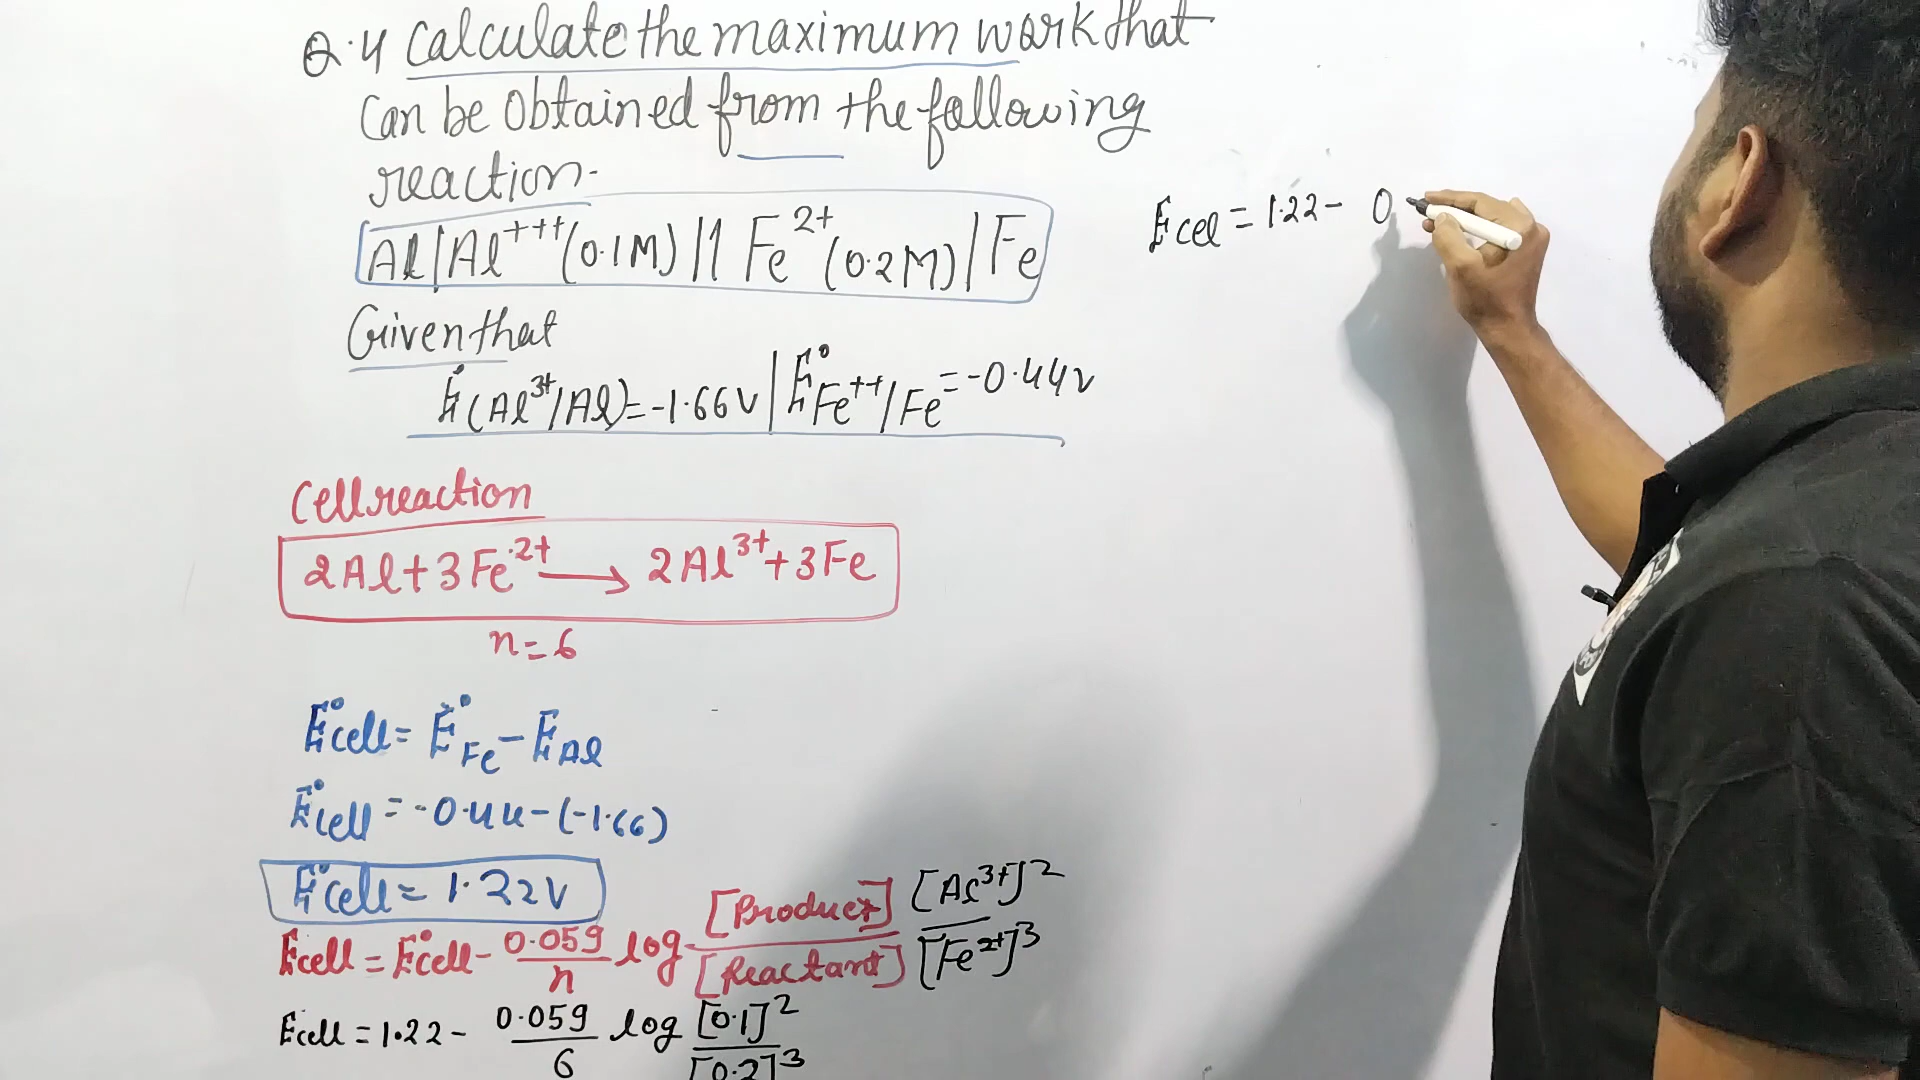 Q.4 Calculate the maximum work that
Can be Obtained from the following
reaction-
Al|Al+++(0.1M)||Fe2+(0.2M)|Fe
Given that
E°(Al3+/Al)=-1.66V|E°Fe++/Fe=-0.44V
Cell reaction
2Al+3Fe2+→2Al3++3Fe
n=6
E°cell=E°Fe-EAl
E°cell=-0.44-(-1.66)
E°cell=1.22V
Ecell=E°cell-0.059/n log [Product]/[Reactant] [Al3+]2/[Fe2+]3
Ecell=1.22-0.059/6 log [0.1]2/[0.2]3
Ecel=1.22- 0